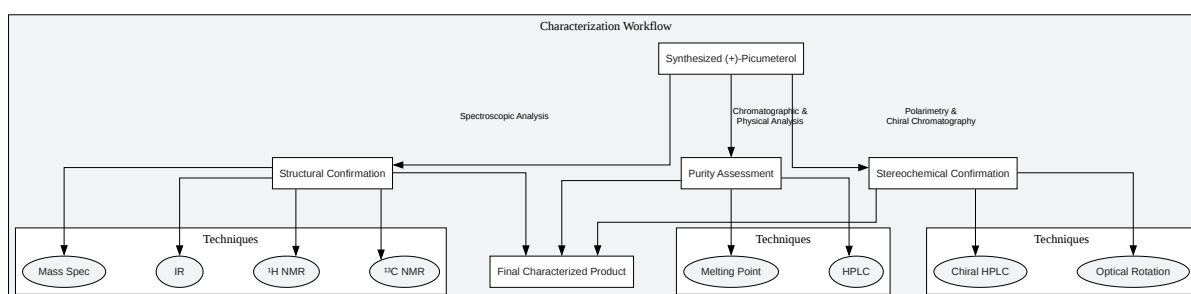 Characterization Workflow
Synthesized (+)-Picumeterol
Spectroscopic Analysis
Chromatographic &
Physical Analysis
Polarimetry &
Chiral Chromatography
Structural Confirmation
Purity Assessment
Stereochemical Confirmation
Techniques
Techniques
Techniques
Mass Spec
IR
¹H NMR
¹³C NMR
Final Characterized Product
Melting Point
HPLC
Chiral HPLC
Optical Rotation